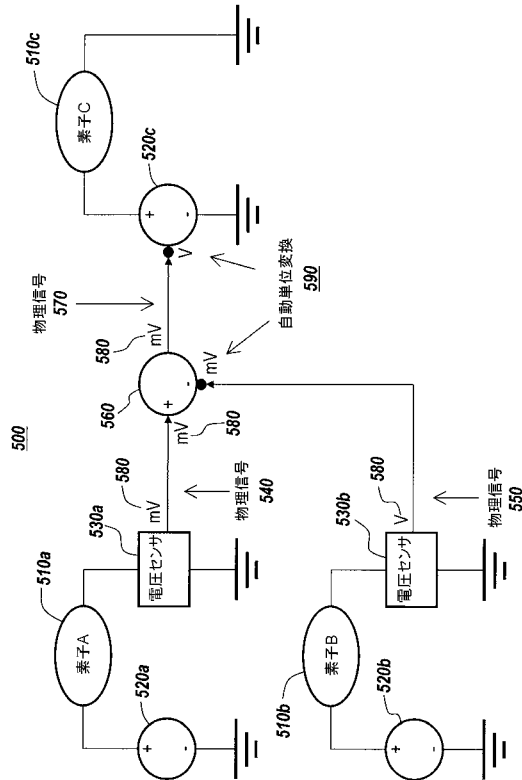 500
510a
素子A
520a
+
-
530a
電圧センサ
580
mV
物理信号
540
mV
580
560
+
-
mV
580
mV
物理信号
570
V
自動単位変換
590
520c
+
-
510c
素子C
510b
素子B
520b
+
-
530b
電圧センサ
580
V
物理信号
550